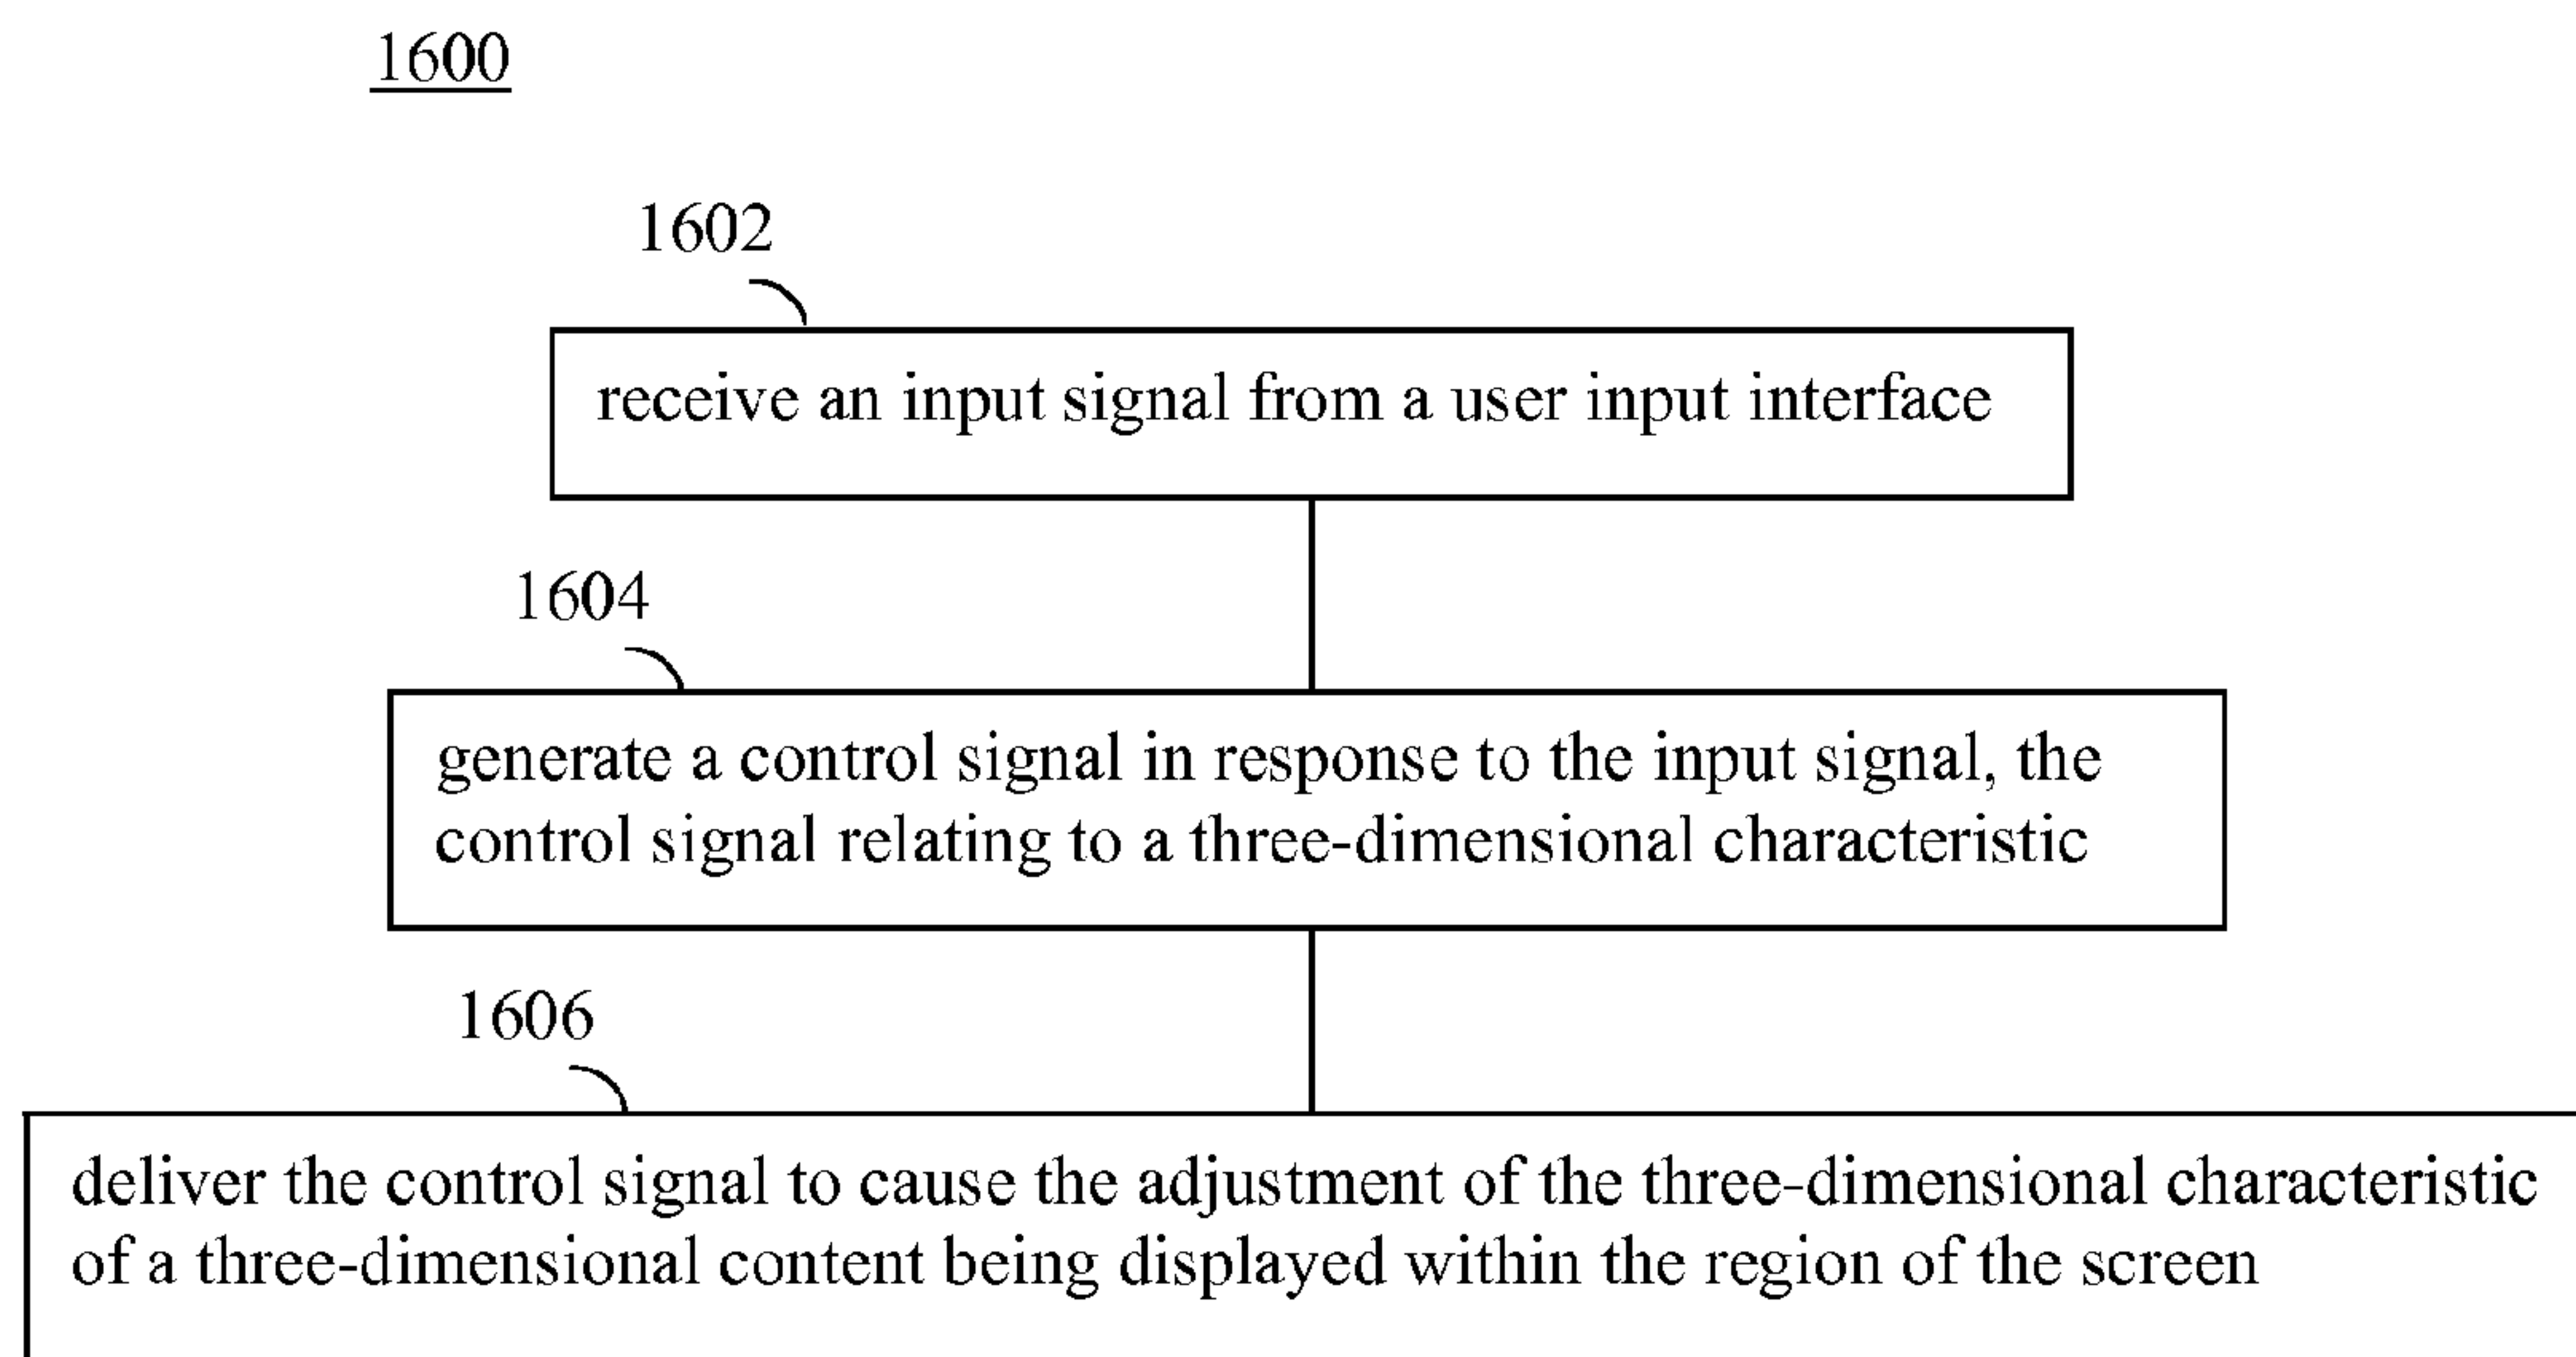 1600
1602
receive an input signal from a user input interface
1604
generate a control signal in response to the input signal, the
control signal relating to a three-dimensional characteristic
1606
deliver the control signal to cause the adjustment of the three-dimensional characteristic
of a three-dimensional content being displayed within the region of the screen